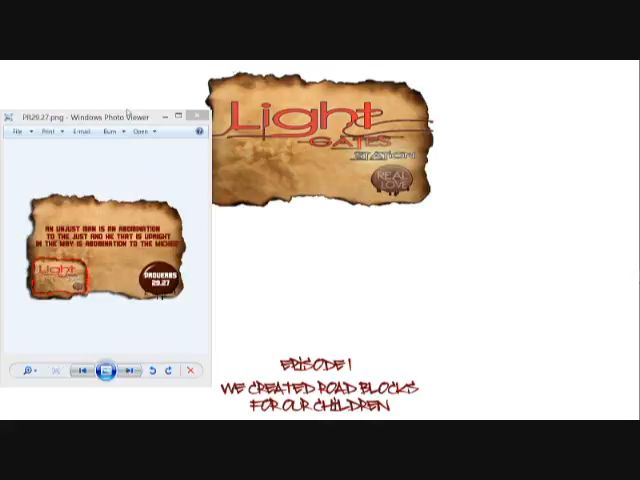 PR29.27.png - Windows Photo Viewer
File Print E-mail Burn Open
AN UNJUST MAN IS AN ABOMINATION
TO THE JUST AND HE THAT IS UPRIGHT
IN THE WAY IS ABOMINATION TO THE WICKED
Light
PROVERBS
29.27
Light
GATES
STATION
REAL
LOVE
EPISODE 1
WE CREATED ROAD BLOCKS
FOR OUR CHILDREN